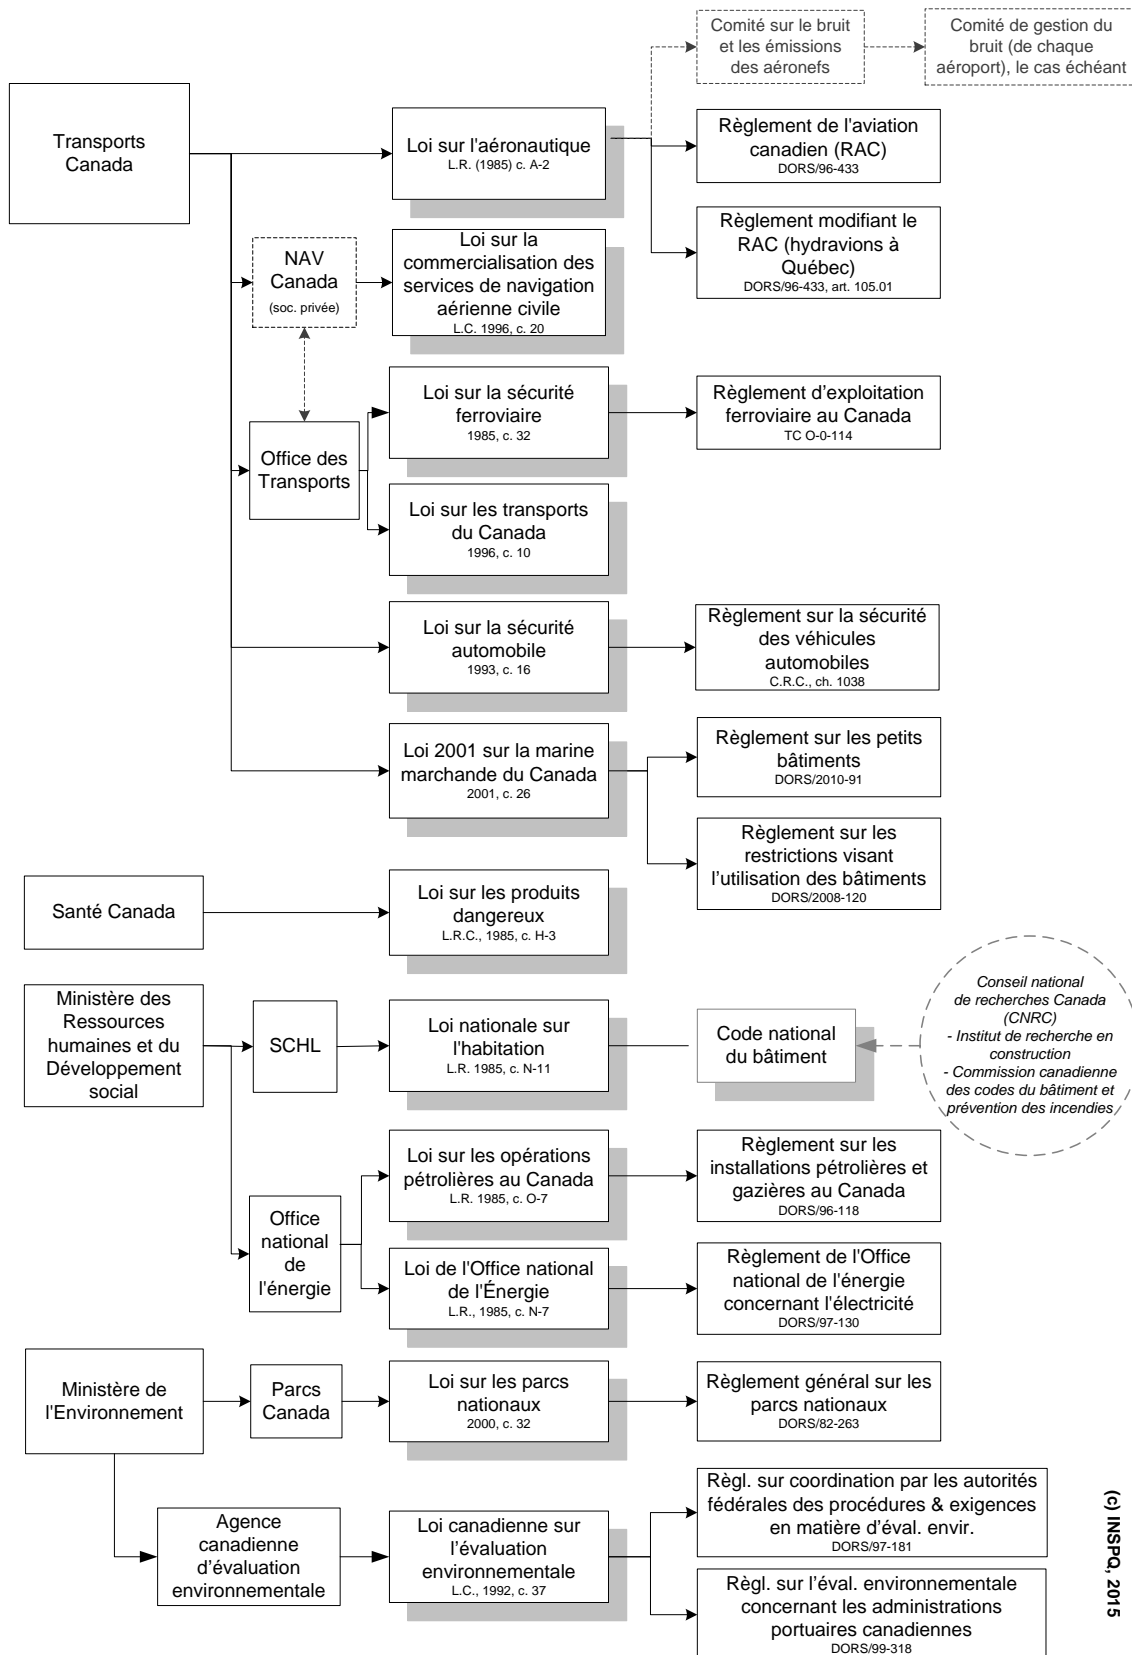 Comité sur le bruit
et les émissions
des aéronefs
Comité de gestion du
bruit (de chaque
aéroport), le cas échéant
Transports
Canada
Loi sur l'aéronautique
L.R. (1985) c. A-2
Règlement de l'aviation
canadien (RAC)
DORS/96-433
Règlement modifiant le
RAC (hydravions à
Québec)
DORS/96-433, art. 105.01
NAV
Canada
(soc. privée)
Loi sur la
commercialisation des
services de navigation
aérienne civile
L.C. 1996, c. 20
Office des
Transports
Loi sur la sécurité
ferroviaire
1985, c. 32
Règlement d'exploitation
ferroviaire au Canada
TC O-0-114
Loi sur les transports
du Canada
1996, c. 10
Loi sur la sécurité
automobile
1993, c. 16
Règlement sur la sécurité
des véhicules
automobiles
C.R.C., ch. 1038
Loi 2001 sur la marine
marchande du Canada
2001, c. 26
Règlement sur les petits
bâtiments
DORS/2010-91
Règlement sur les
restrictions visant
l'utilisation des bâtiments
DORS/2008-120
Santé Canada
Loi sur les produits
dangereux
L.R.C., 1985, c. H-3
Ministère des
Ressources
humaines et du
Développement
social
SCHL
Loi nationale sur
l'habitation
L.R. 1985, c. N-11
Code national
du bâtiment
Conseil national
de recherches Canada
(CNRC)
- Institut de recherche en
construction
- Commission canadienne
des codes du bâtiment et
prévention des incendies
Office
national
de
l'énergie
Loi sur les opérations
pétrolières au Canada
L.R. 1985, c. O-7
Règlement sur les
installations pétrolières et
gazières au Canada
DORS/96-118
Loi de l'Office national
de l'Énergie
L.R., 1985, c. N-7
Règlement de l'Office
national de l'énergie
concernant l'électricité
DORS/97-130
Ministère de
l'Environnement
Parcs
Canada
Loi sur les parcs
nationaux
2000, c. 32
Règlement général sur les
parcs nationaux
DORS/82-263
Agence
canadienne
d'évaluation
environnementale
Loi canadienne sur
l'évaluation
environnementale
L.C., 1992, c. 37
Règl. sur coordination par les autorités
fédérales des procédures & exigences
en matière d'éval. envir.
DORS/97-181
Règl. sur l'éval. environnementale
concernant les administrations
portuaires canadiennes
DORS/99-318
(c) INSPQ, 2015